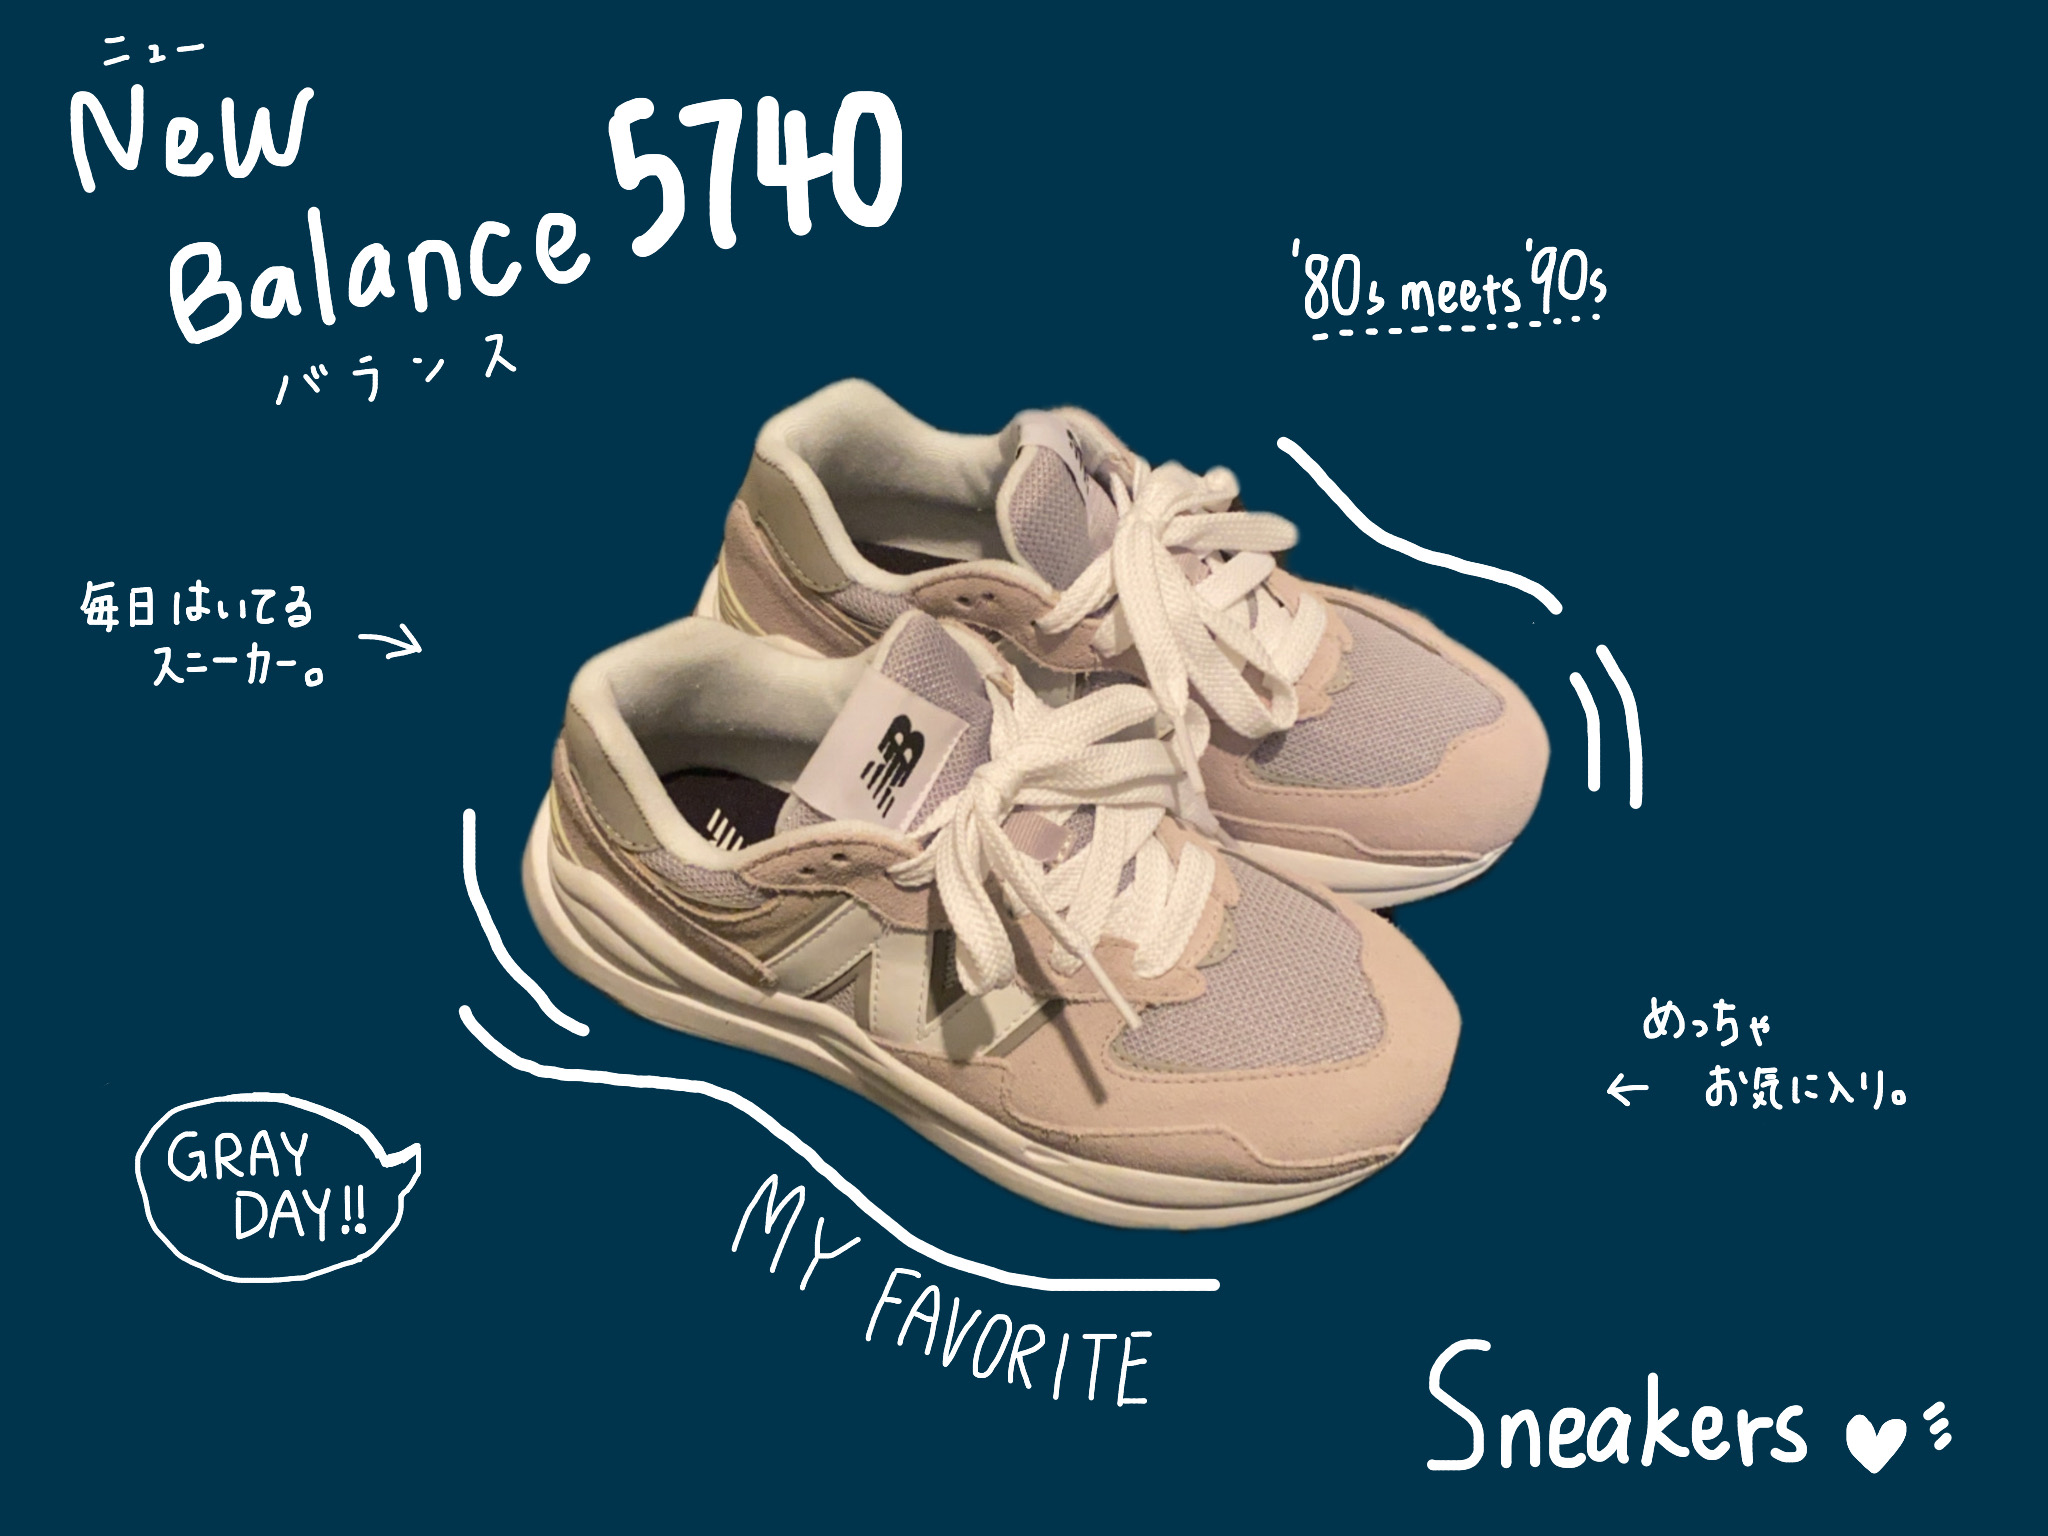 ニュー
New
Balance 5740
バランス
'80s meets '90s
毎日はいてる
スニーカー。
めっちゃ
お気に入り。
GRAY
DAY!!
MY FAVORITE
Sneakers